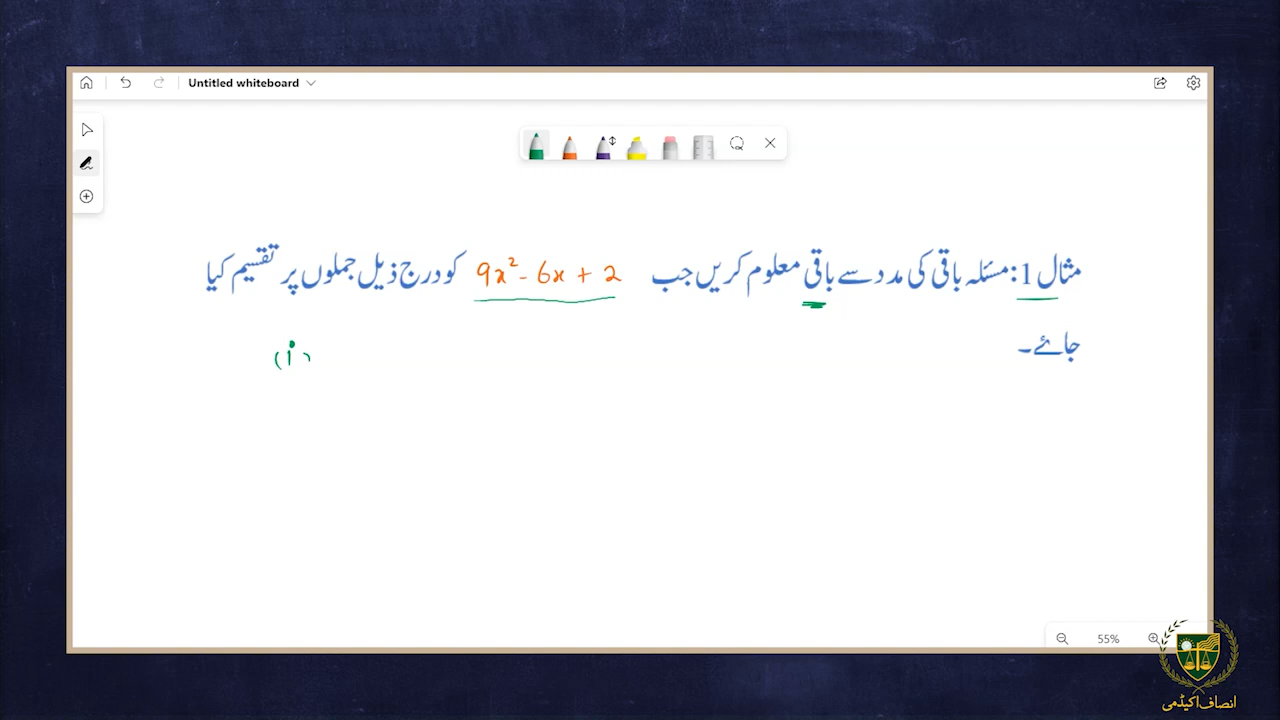 Untitled whiteboard
مثال 1: مسئلہ باقی کی مدد سے باقی معلوم کریں جب 9x² - 6x + 2 کو درج ذیل جملوں پر تقسیم کیا
جائے۔
(i)
55%
انصاف اکیڈمی